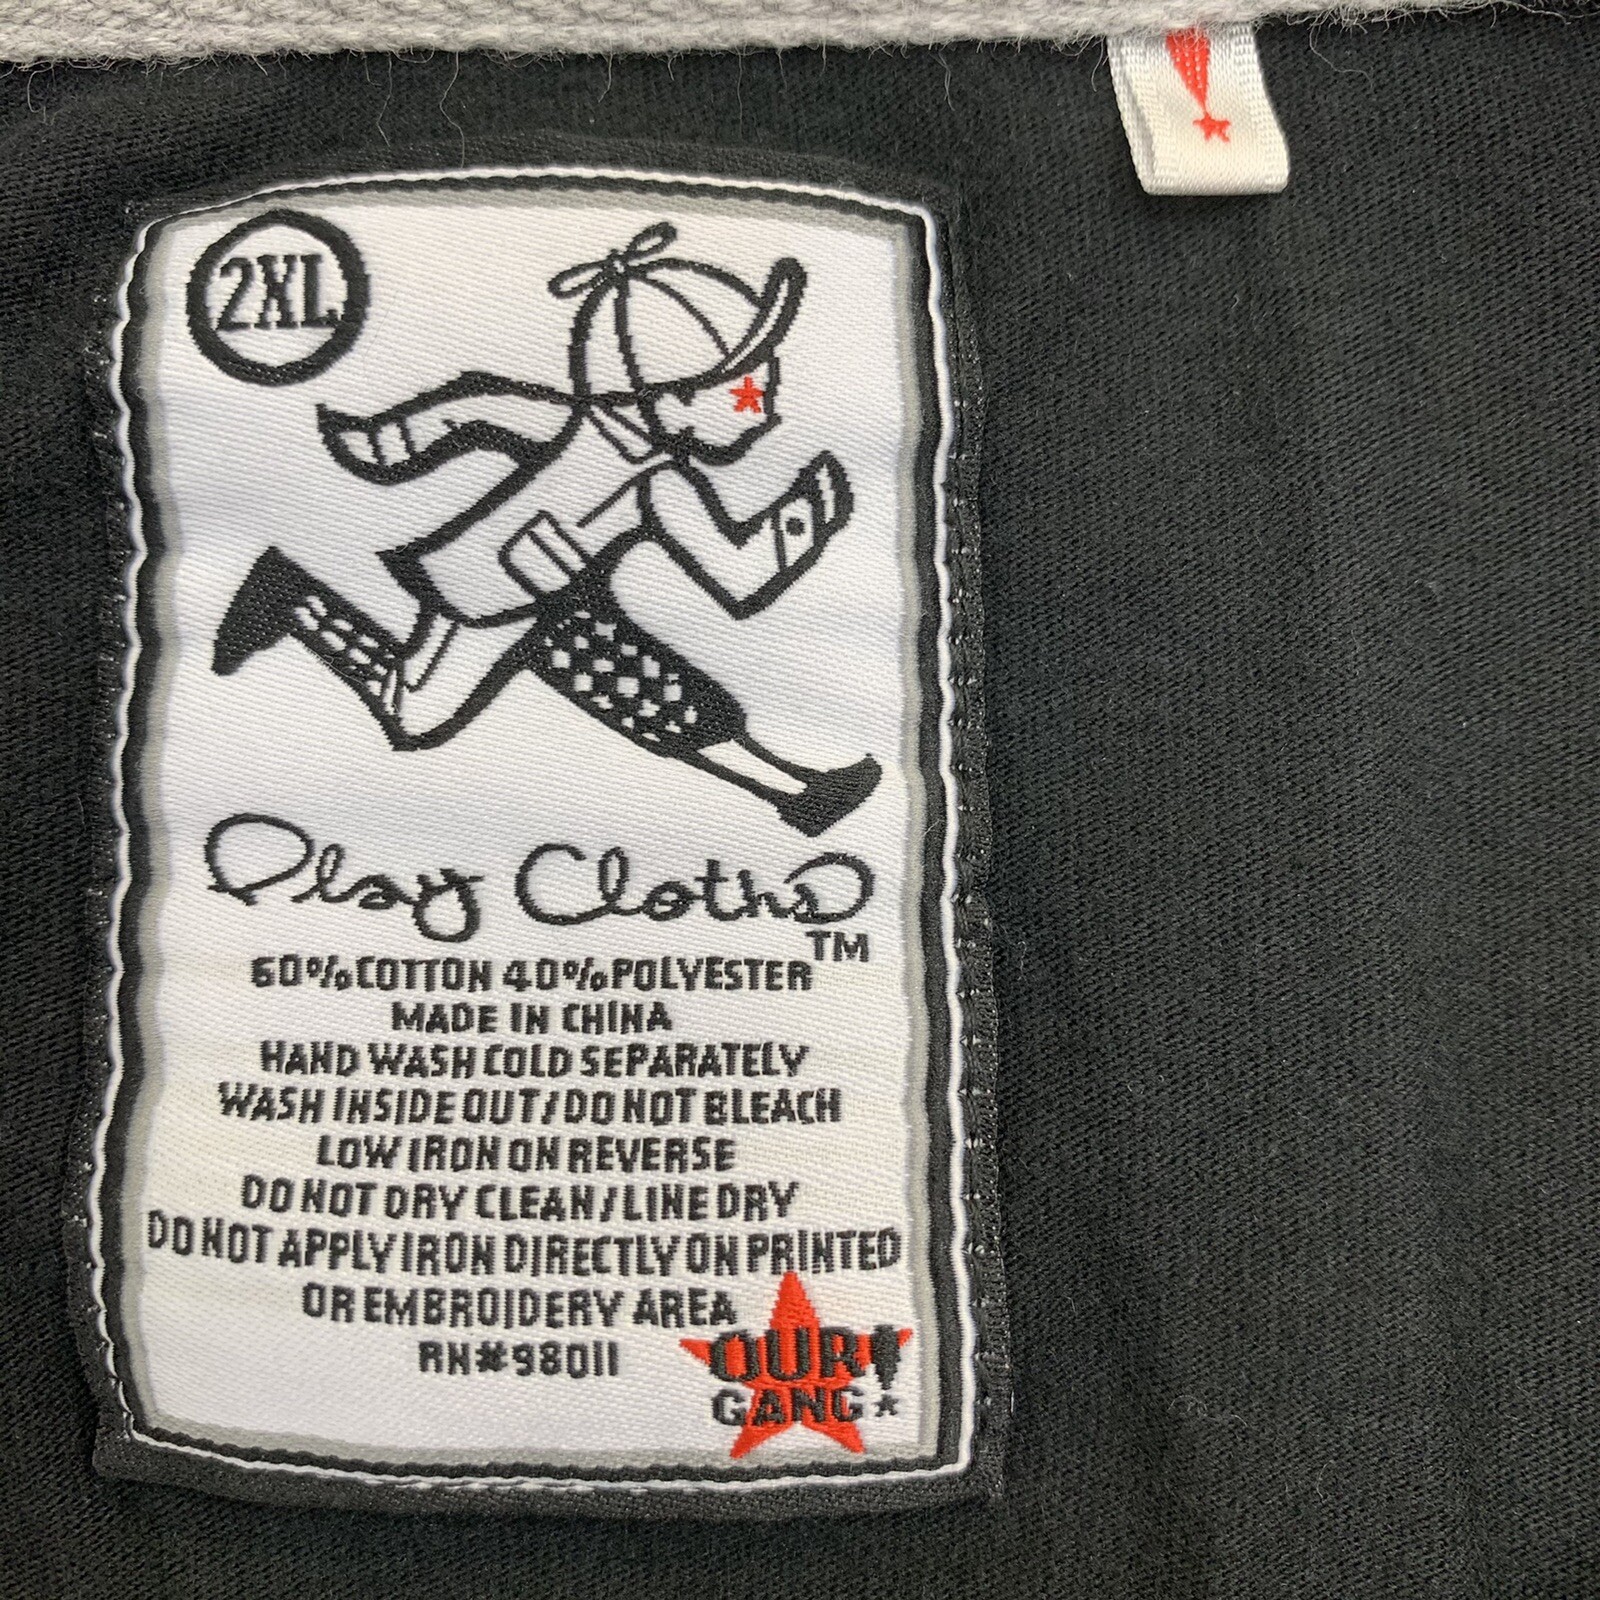 2XL
Play Cloths
TM
60% COTTON 40% POLYESTER
MADE IN CHINA
HAND WASH COLD SEPARATELY
WASH INSIDE OUT/DO NOT BLEACH
LOW IRON ON REVERSE
DO NOT DRY CLEAN/LINE DRY
DO NOT APPLY IRON DIRECTLY ON PRINTED
OR EMBROIDERY AREA
RN#98011
OUR!
GANG